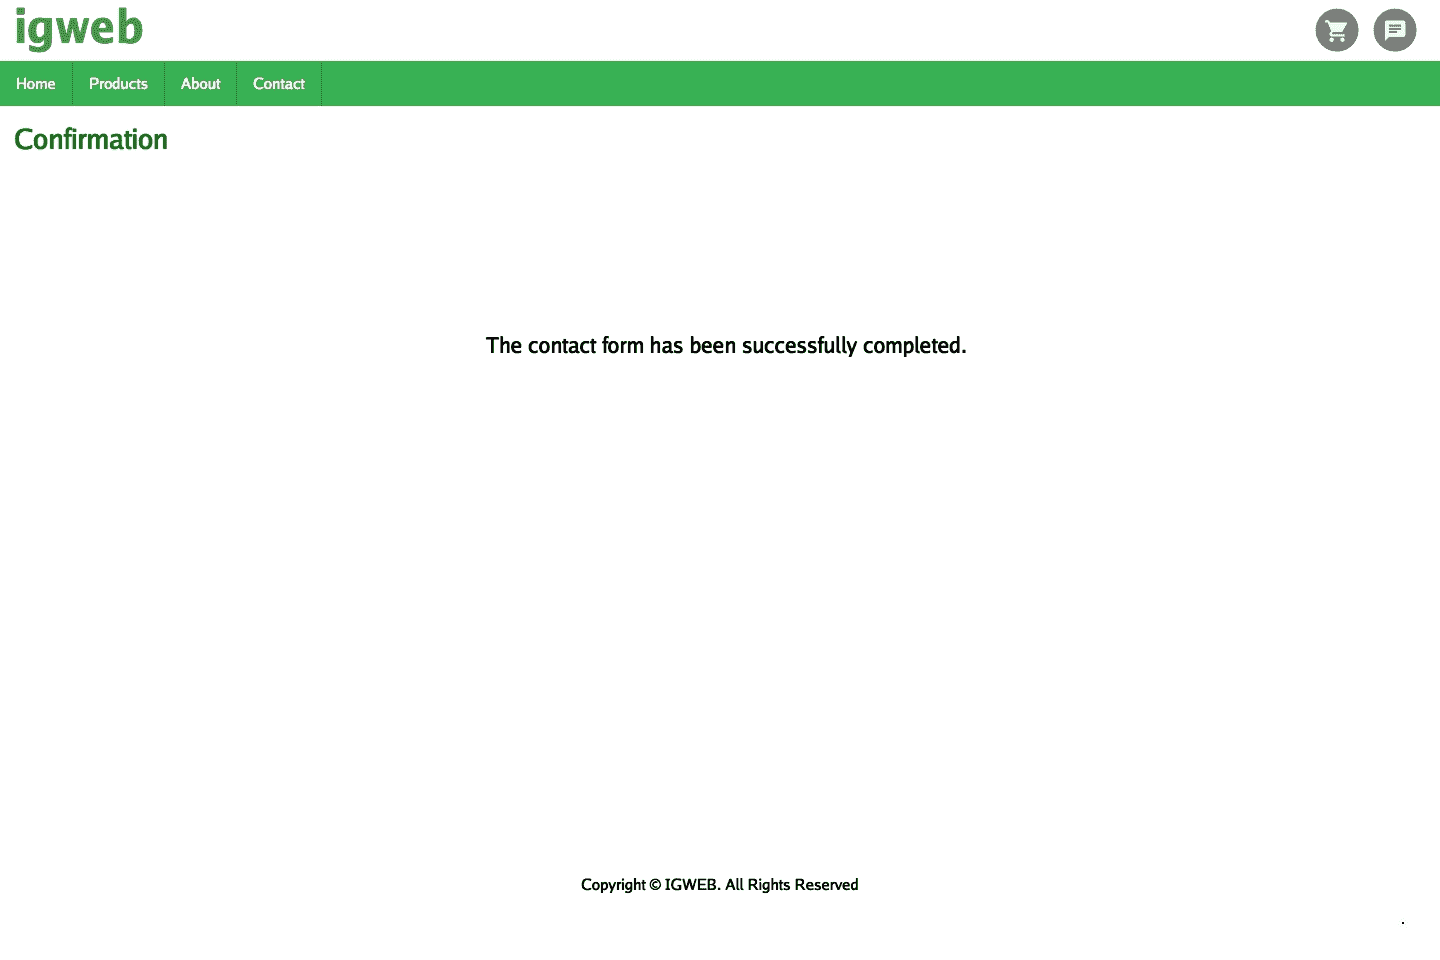 igweb
Home Products About Contact
Confirmation
The contact form has been successfully completed.
Copyright © IGWEB. All Rights Reserved
.